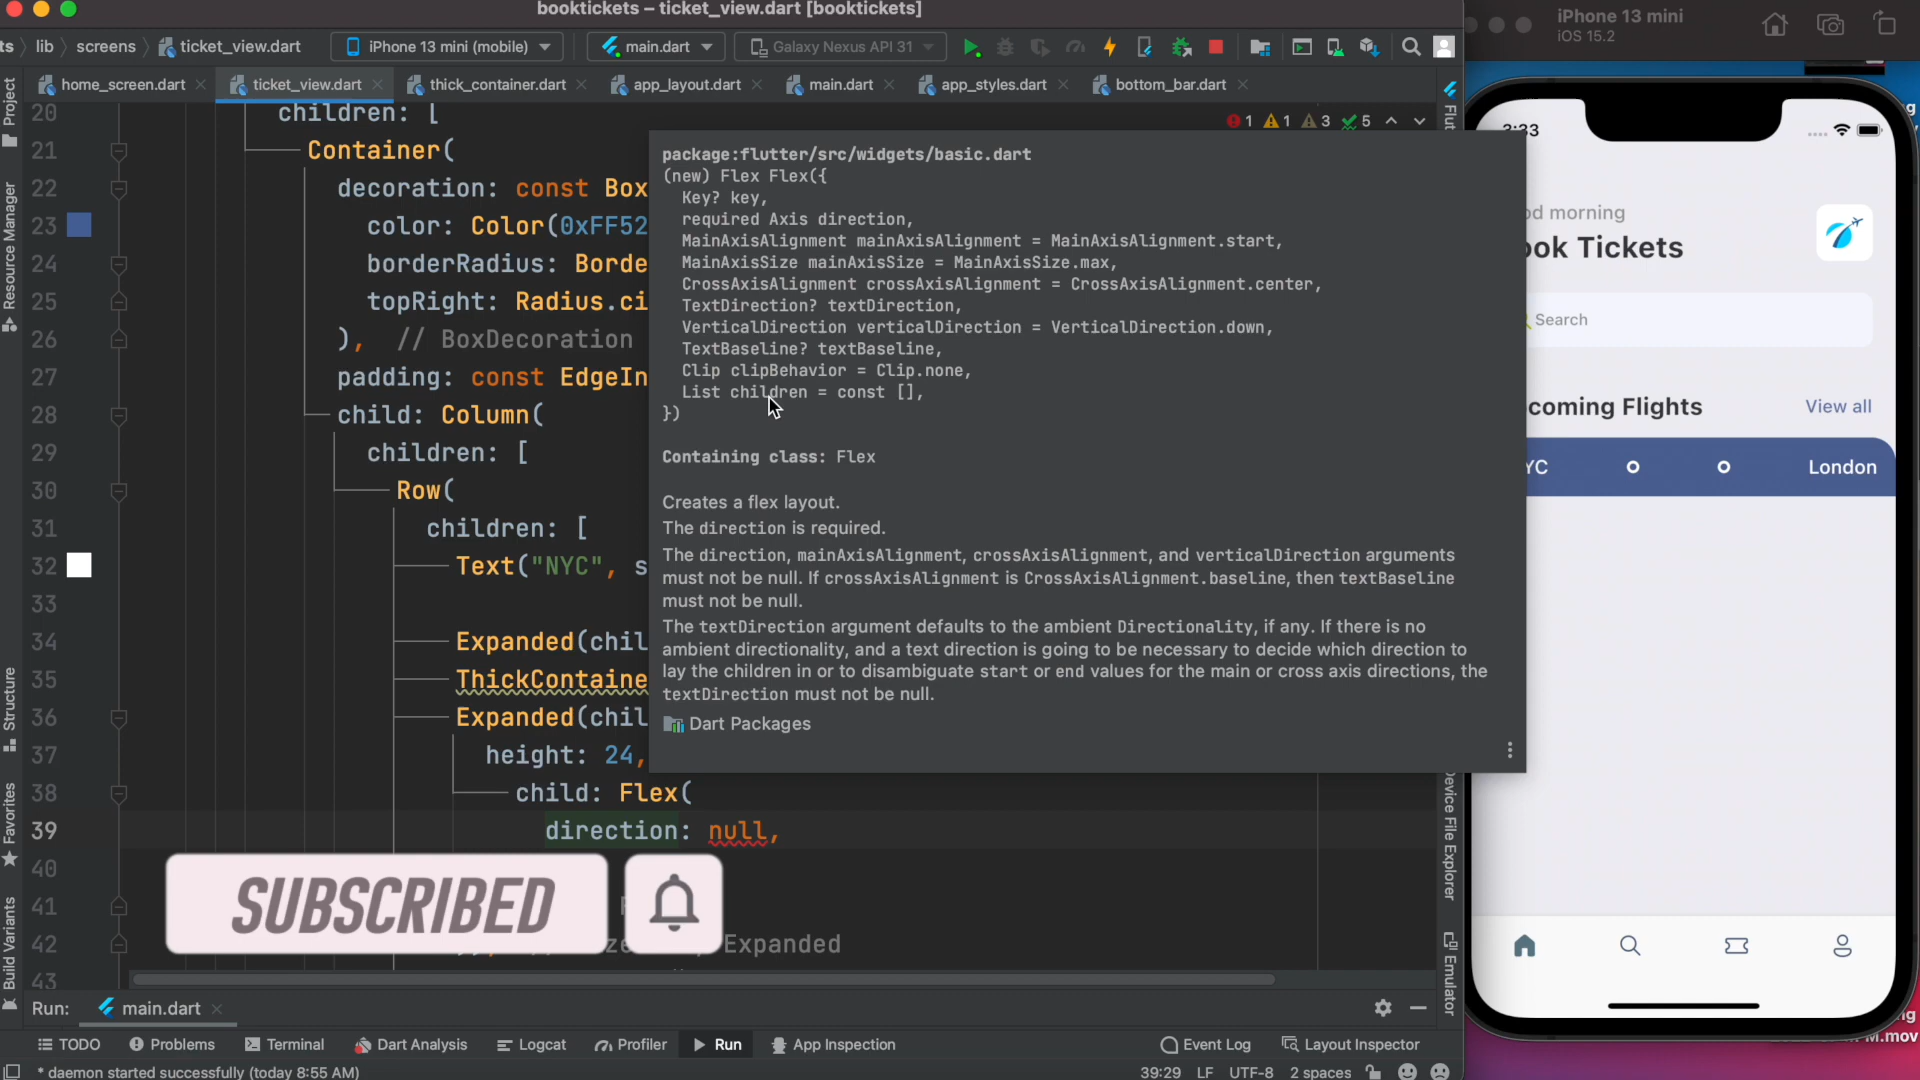 booktickets – ticket_view.dart [booktickets]
iPhone 13 mini
iOS 15.2
ts
lib
screens
ticket_view.dart
iPhone 13 mini (mobile)
main.dart
Galaxy Nexus API 31
home_screen.dart
ticket_view.dart
thick_container.dart
app_layout.dart
main.dart
app_styles.dart
bottom_bar.dart
Project
Resource Manager
Structure
Favorites
Build Variants
20 children: [
1 1 3 5
21 Container(
22 decoration: const Box
23 color: Color(0xFF52
24 borderRadius: Borde
25 topRight: Radius.ci
26 ), // BoxDecoration
27 padding: const EdgeIn
28 child: Column(
29 children: [
30 Row(
31 children: [
32 Text("NYC", s
33
34 Expanded(chil
35 ThickContaine
36 Expanded(chil
37 height: 24,
38 child: Flex(
39 direction: null,
40
41
42 Expanded
43
package:flutter/src/widgets/basic.dart
(new) Flex Flex({
Key? key,
required Axis direction,
MainAxisAlignment mainAxisAlignment = MainAxisAlignment.start,
MainAxisSize mainAxisSize = MainAxisSize.max,
CrossAxisAlignment crossAxisAlignment = CrossAxisAlignment.center,
TextDirection? textDirection,
VerticalDirection verticalDirection = VerticalDirection.down,
TextBaseline? textBaseline,
Clip clipBehavior = Clip.none,
List children = const [],
})
Containing class: Flex
Creates a flex layout.
The direction is required.
The direction, mainAxisAlignment, crossAxisAlignment, and verticalDirection arguments
must not be null. If crossAxisAlignment is CrossAxisAlignment.baseline, then textBaseline
must not be null.
The textDirection argument defaults to the ambient Directionality, if any. If there is no
ambient directionality, and a text direction is going to be necessary to decide which direction to
lay the children in or to disambiguate start or end values for the main or cross axis directions, the
textDirection must not be null.
Dart Packages
SUBSCRIBED
Device File Explorer
Emulator
od morning
ook Tickets
Search
coming Flights
View all
YC
London
Run:
main.dart
TODO
Problems
Terminal
Dart Analysis
Logcat
Profiler
Run
App Inspection
Event Log
Layout Inspector
* daemon started successfully (today 8:55 AM)
39:29
LF
UTF-8
2 spaces
M.mov